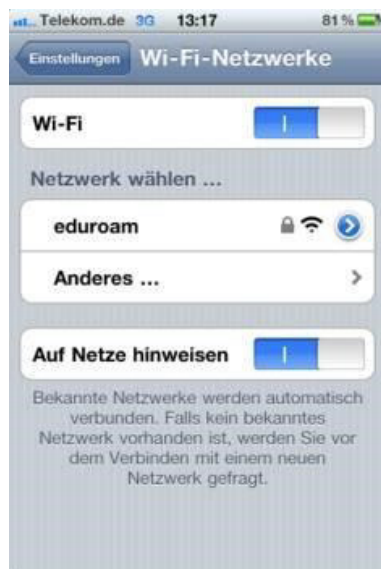 ... Telekom.de 3G 13:17 81 %
Einstellungen Wi-Fi-Netzwerke
Wi-Fi
Netzwerk wählen ...
eduroam
Anderes ...
Auf Netze hinweisen
Bekannte Netzwerke werden automatisch
verbunden. Falls kein bekanntes
Netzwerk vorhanden ist, werden Sie vor
dem Verbinden mit einem neuen
Netzwerk gefragt.